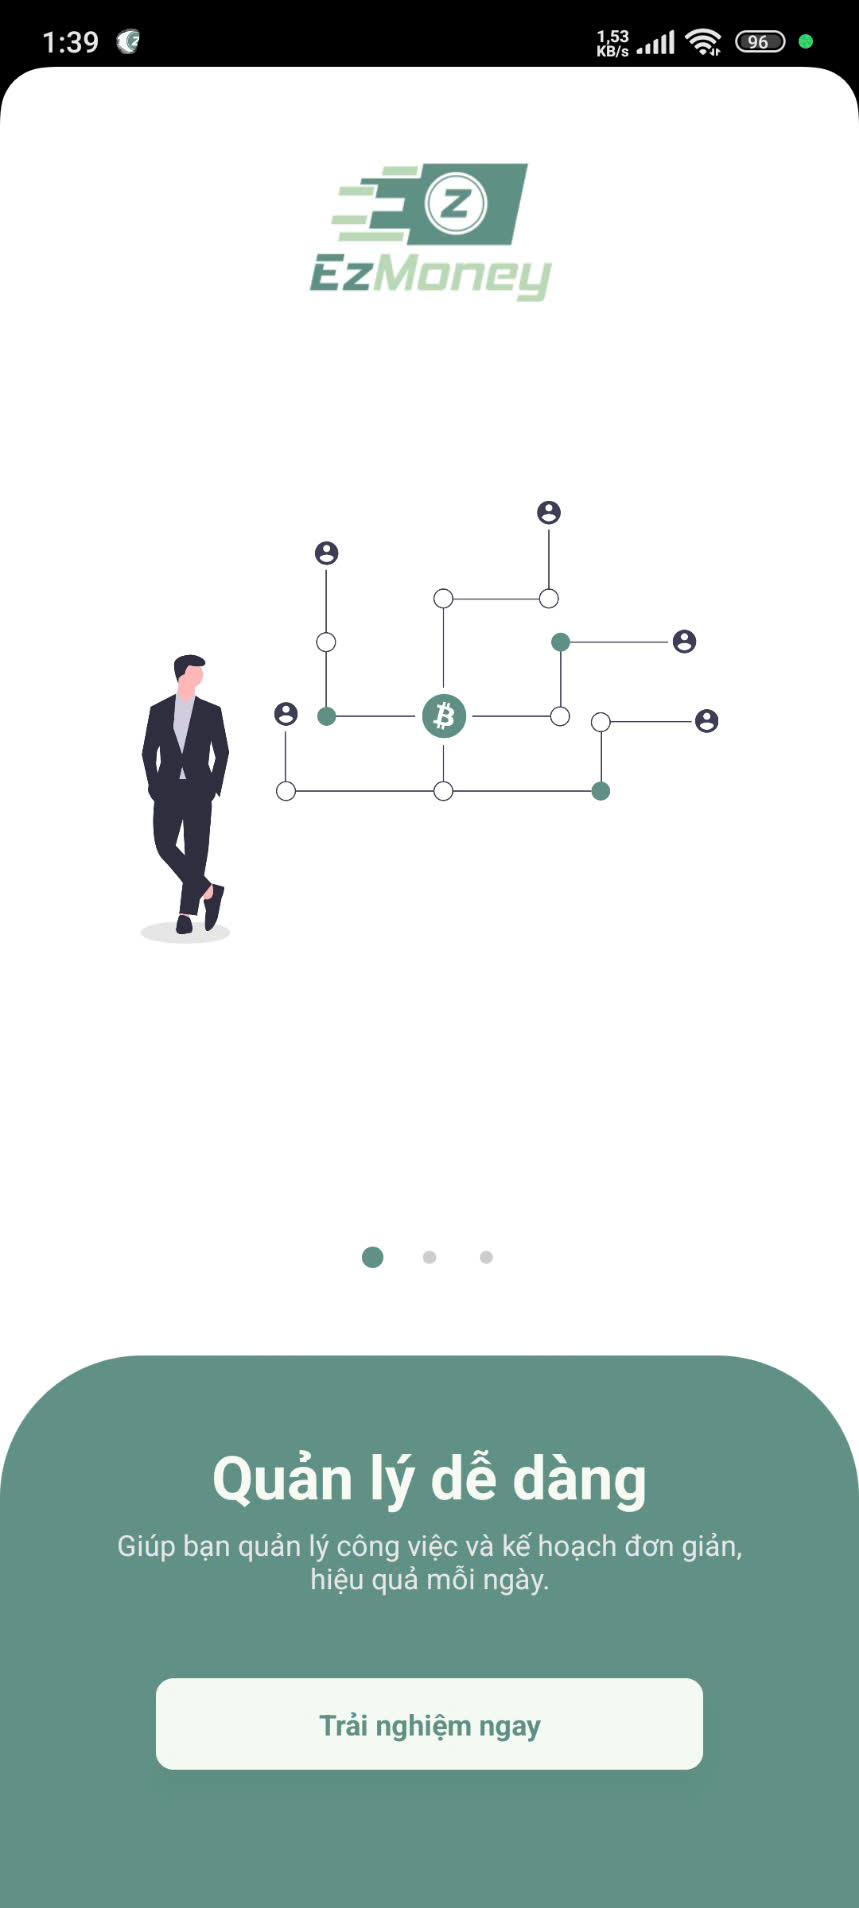 1:39
1,53
KB/s
96
Z
EzMoney
Quản lý dễ dàng
Giúp bạn quản lý công việc và kế hoạch đơn giản,
hiệu quả mỗi ngày.
Trải nghiệm ngay